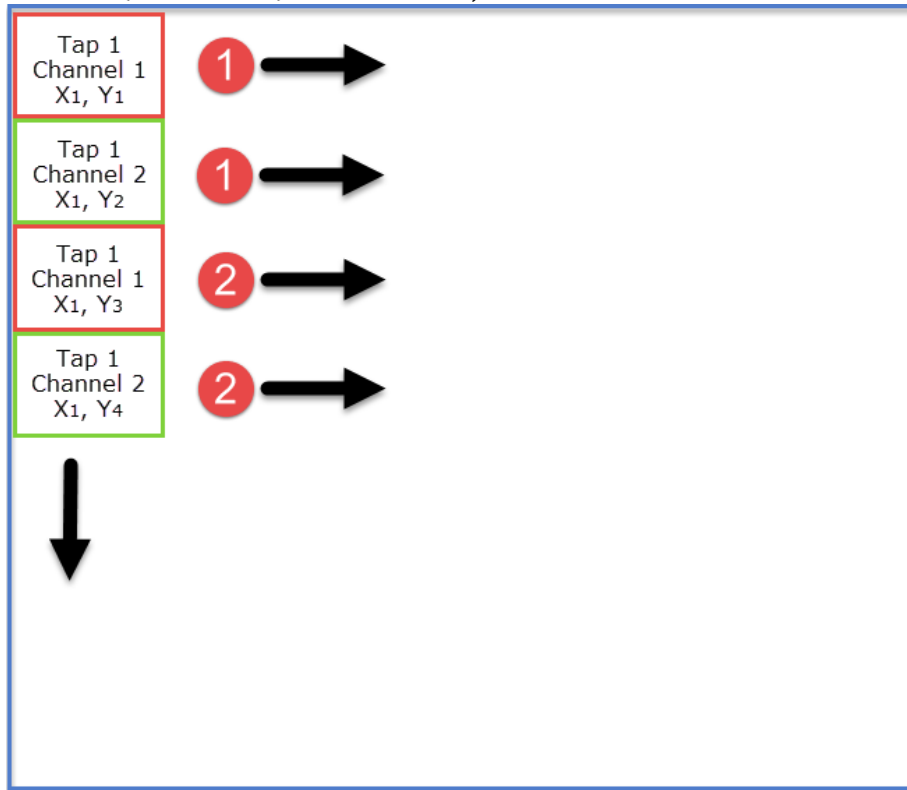 Tap 1
Channel 1
X1, Y1
1
Tap 1
Channel 2
X1, Y2
1
Tap 1
Channel 1
X1, Y3
2
Tap 1
Channel 2
X1, Y4
2